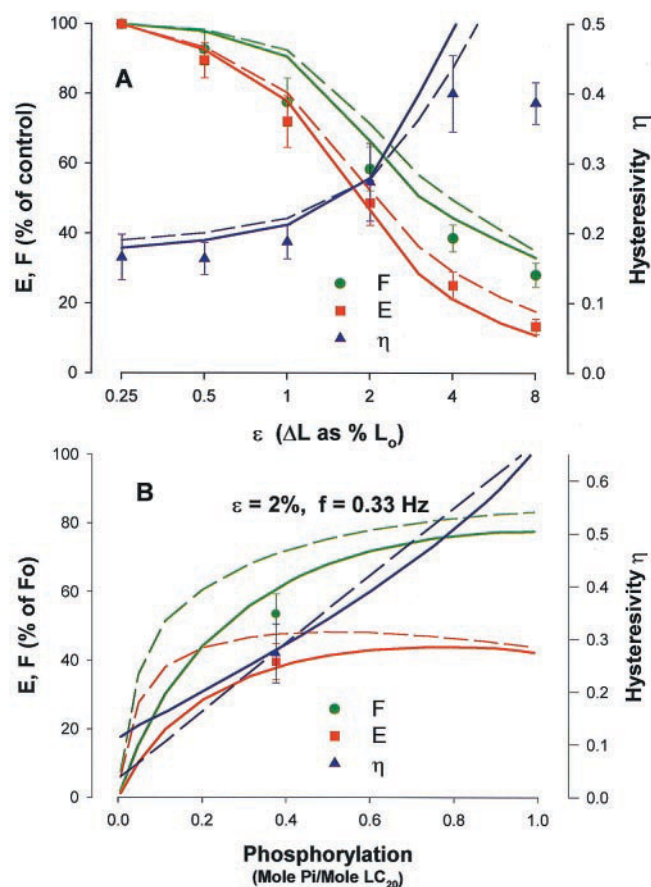 A
E, F (% of control)
100
80
60
40
20
0
0.5
0.4
0.3
0.2
0.1
0.0
Hysteresivity η
F
E
η
0.25 0.5 1 2 4 8
ε (ΔL as % Lo)
B
ε = 2%, f = 0.33 Hz
E, F (% of Fo)
100
80
60
40
20
0
0.6
0.5
0.4
0.3
0.2
0.1
0.0
Hysteresivity η
F
E
η
0.0 0.2 0.4 0.6 0.8 1.0
Phosphorylation
(Mole Pi/Mole LC20)